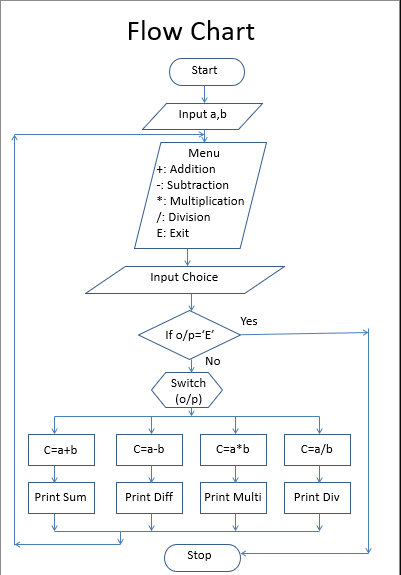 Flow Chart
Start
Input a,b
Menu
+: Addition
-: Subtraction
*: Multiplication
/: Division
E: Exit
Input Choice
If o/p=‘E’
Yes
No
Switch
(o/p)
C=a+b
C=a-b
C=a*b
C=a/b
Print Sum
Print Diff
Print Multi
Print Div
Stop